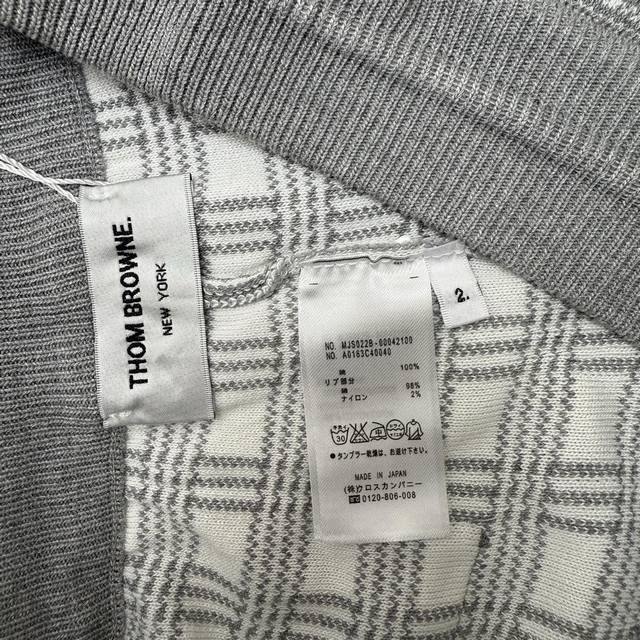 THOM BROWNE.
NEW YORK
2.
NO. MJS022B-00042100
NO. A0163C40040
綿 100%
リブ部分
綿 98%
ナイロン 2%
30 中
●タンブラー乾燥は、お避け下さい。
MADE IN JAPAN
(株)クロスカンパニー
0120-806-008